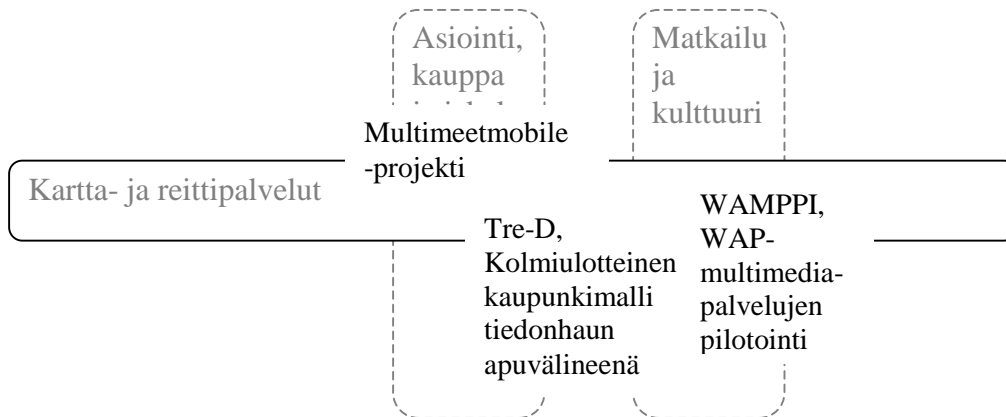 Asiointi,
kauppa
Matkailu
ja
kulttuuri
Multimeetmobile
-projekti
Kartta- ja reittipalvelut
Tre-D,
Kolmiulotteinen
kaupunkimalli
tiedonhaun
apuvälineenä
WAMPPI,
WAP-
multimedia-
palvelujen
pilotointi